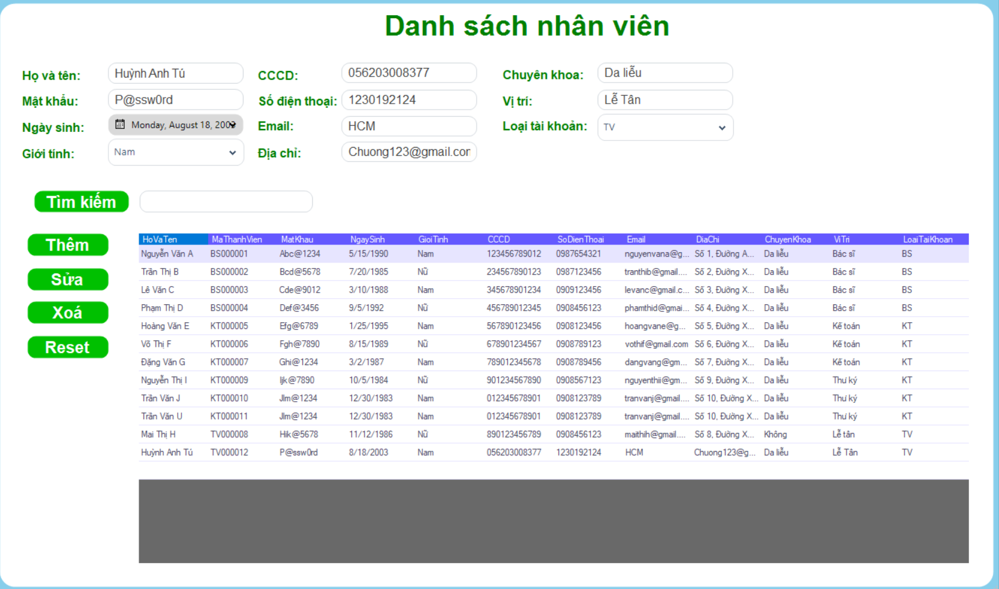 Danh sách nhân viên
Họ và tên: Huỳnh Anh Tú CCCD: 056203008377 Chuyên khoa: Da liễu
Mật khẩu: P@ssw0rd Số điện thoại: 1230192124 Vị trí: Lễ Tân
Ngày sinh: Monday, August 18, 2003 Email: HCM Loại tài khoản: TV
Giới tính: Nam Địa chỉ: Chuong123@gmail.con
Tìm kiếm
Thêm
Sửa
Xoá
Reset
HoVaTen MaThanhVien MatKhau NgaySinh GioiTinh CCCD SoDienThoai Email DiaChi ChuyenKhoa ViTri LoaiTaiKhoan
Nguyễn Văn A BS000001 Abc@1234 5/15/1990 Nam 123456789012 0987654321 nguyenvana@g... Số 1, Đường A... Da liễu Bác sĩ BS
Trần Thị B BS000002 Bcd@5678 7/20/1985 Nữ 234567890123 0987123456 tranthib@gmail.... Số 2, Đường X... Da liễu Bác sĩ BS
Lê Văn C BS000003 Cde@9012 3/10/1988 Nam 345678901234 0909123456 levanc@gmail.c... Số 3, Đường X... Da liễu Bác sĩ BS
Phạm Thị D BS000004 Def@3456 9/5/1992 Nữ 456789012345 0908456123 phamthid@gmai... Số 4, Đường X... Da liễu Bác sĩ BS
Hoàng Văn E KT000005 Efg@6789 1/25/1995 Nam 567890123456 0908123456 hoangvane@g... Số 5, Đường X... Da liễu Kế toán KT
Võ Thị F KT000006 Fgh@7890 8/15/1989 Nữ 678901234567 0908789123 vothif@gmail.com Số 6, Đường X... Da liễu Kế toán KT
Đặng Văn G KT000007 Ghi@1234 3/2/1987 Nam 789012345678 0908789456 dangvang@gm... Số 7, Đường X... Da liễu Kế toán KT
Nguyễn Thị I KT000009 Ijk@7890 10/5/1984 Nữ 901234567890 0908567123 nguyenthii@gm... Số 9, Đường X... Da liễu Thư ký KT
Trần Văn J KT000010 Jlm@1234 12/30/1983 Nam 012345678901 0908123789 tranvanj@gmail.... Số 10, Đường X... Da liễu Thư ký KT
Trần Văn U KT000011 Jlm@1234 12/30/1983 Nam 012345678901 0908123789 tranvanj@gmail.... Số 10, Đường X... Da liễu Thư ký KT
Mai Thị H TV000008 Hik@5678 11/12/1986 Nữ 890123456789 0908456123 maithih@gmail.... Số 8, Đường X... Không Lễ tân TV
Huỳnh Anh Tú TV000012 P@ssw0rd 8/18/2003 Nam 056203008377 1230192124 HCM Chuong123@g... Da liễu Lễ Tân TV